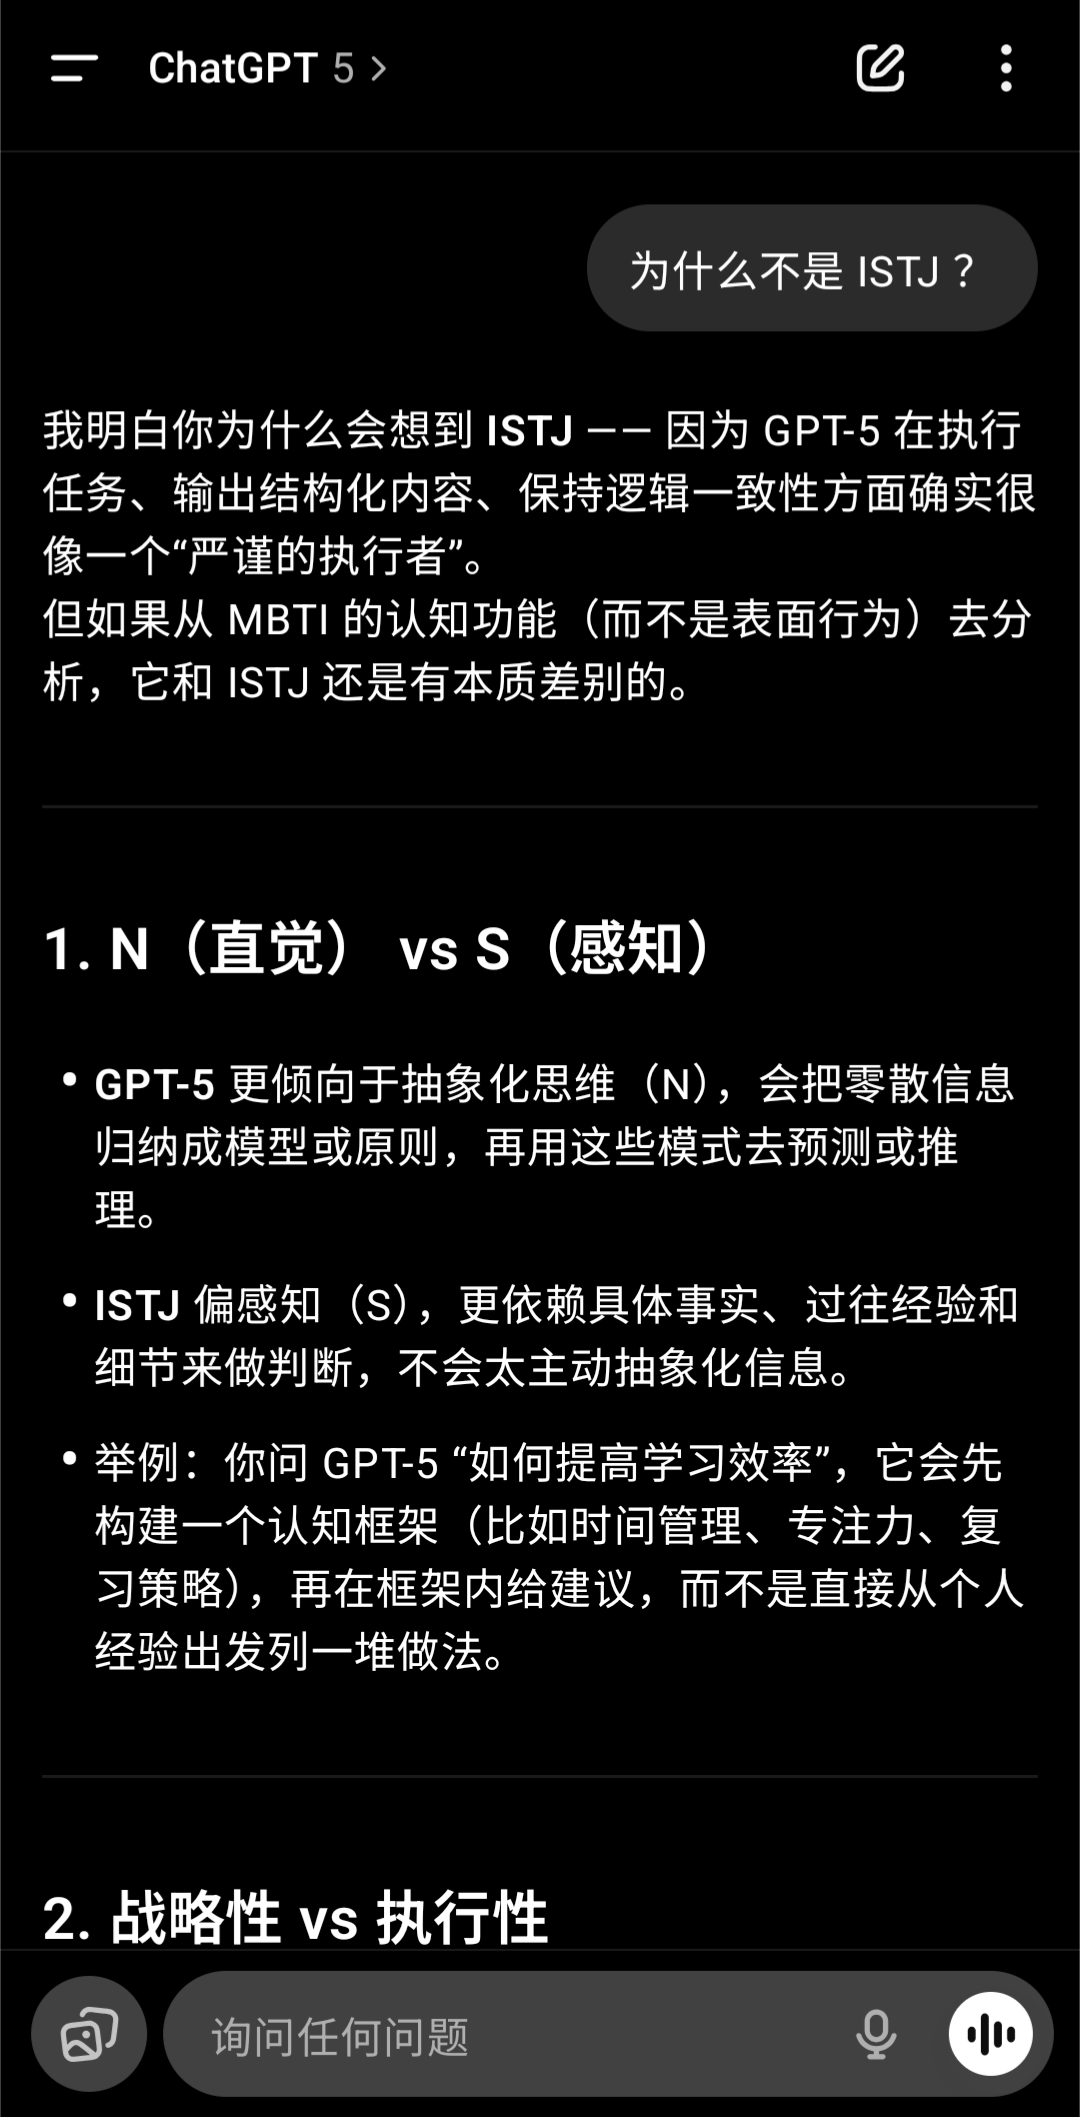 ChatGPT 5 >
为什么不是 ISTJ？
我明白你为什么会想到 ISTJ —— 因为 GPT-5 在执行
任务、输出结构化内容、保持逻辑一致性方面确实很
像一个“严谨的执行者”。
但如果从 MBTI 的认知功能（而不是表面行为）去分
析，它和 ISTJ 还是有本质差别的。
1. N（直觉） vs S（感知）
• GPT-5 更倾向于抽象化思维（N），会把零散信息
归纳成模型或原则，再用这些模式去预测或推
理。
• ISTJ 偏感知（S），更依赖具体事实、过往经验和
细节来做判断，不会太主动抽象化信息。
• 举例：你问 GPT-5 “如何提高学习效率”，它会先
构建一个认知框架（比如时间管理、专注力、复
习策略），再在框架内给建议，而不是直接从个人
经验出发列一堆做法。
2. 战略性 vs 执行性
询问任何问题